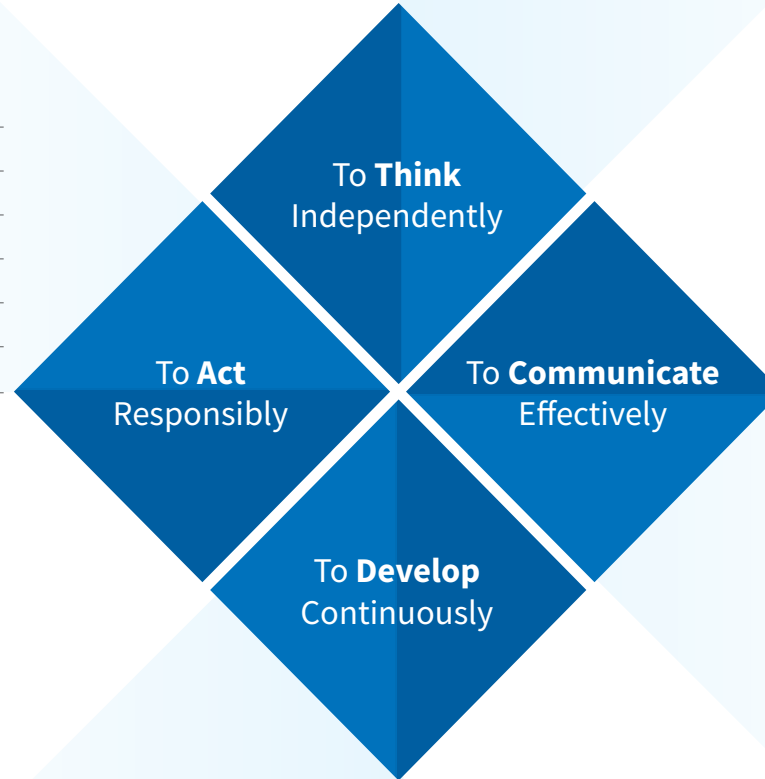 To Think
Independently
To Act
Responsibly
To Communicate
Effectively
To Develop
Continuously